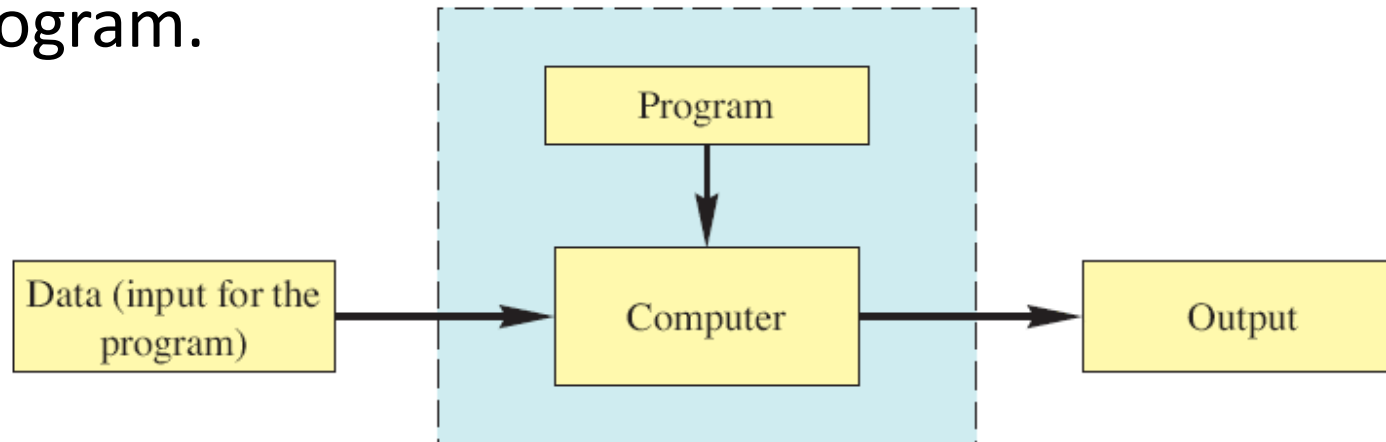 ogram.
Program
Data (input for the
program)
Computer
Output